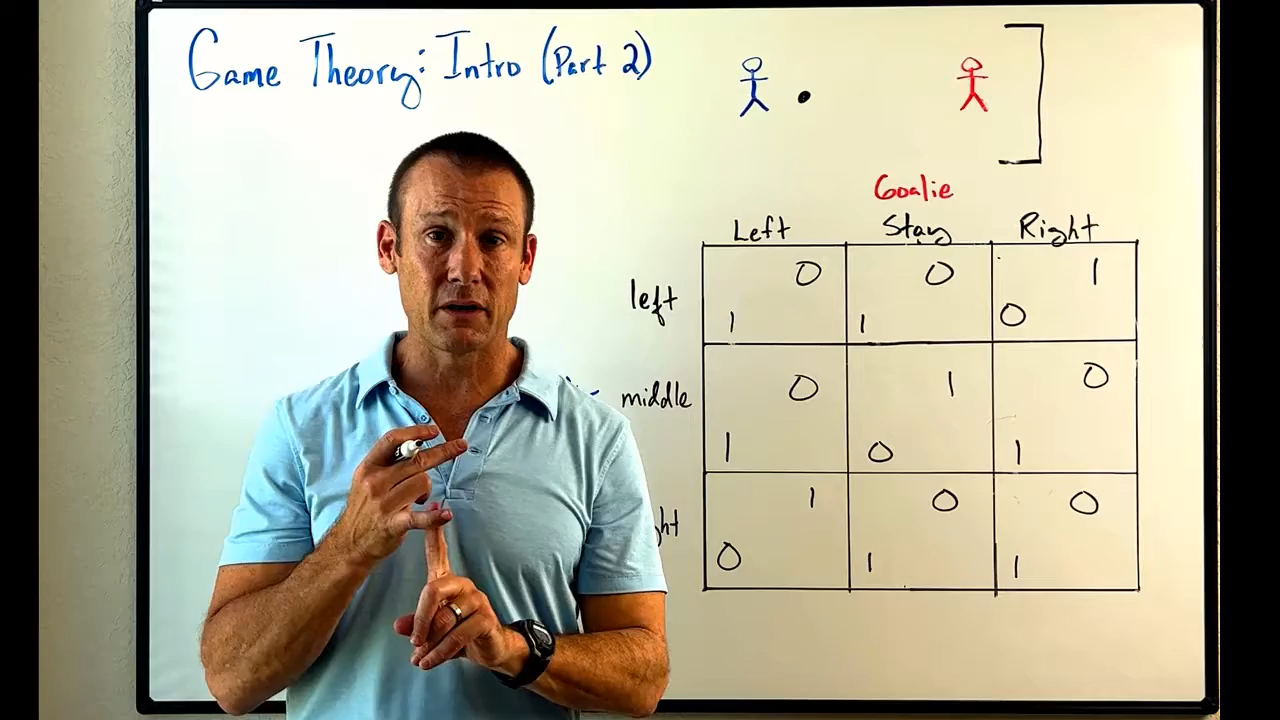 Game Theory: Intro (Part 2)
Goalie
Left Stay Right
left
0 0 1
1 1 0
middle
0 1 0
1 0 1
ht
1 0 0
0 1 1